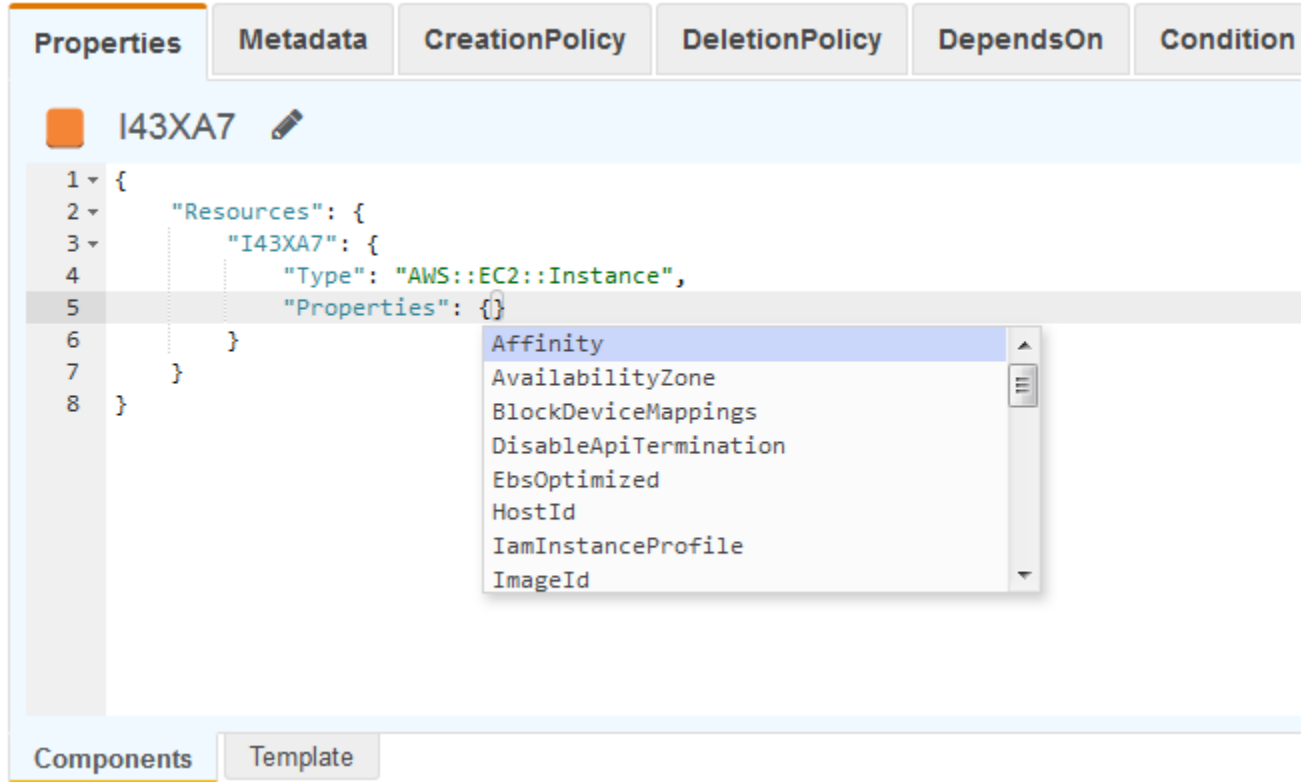 Properties Metadata CreationPolicy DeletionPolicy DependsOn Condition
I43XA7
1 {
2 "Resources": {
3 "I43XA7": {
4 "Type": "AWS::EC2::Instance",
5 "Properties": {}
6 }
7 }
8 }
Affinity
AvailabilityZone
BlockDeviceMappings
DisableApiTermination
EbsOptimized
HostId
IamInstanceProfile
ImageId
Components Template